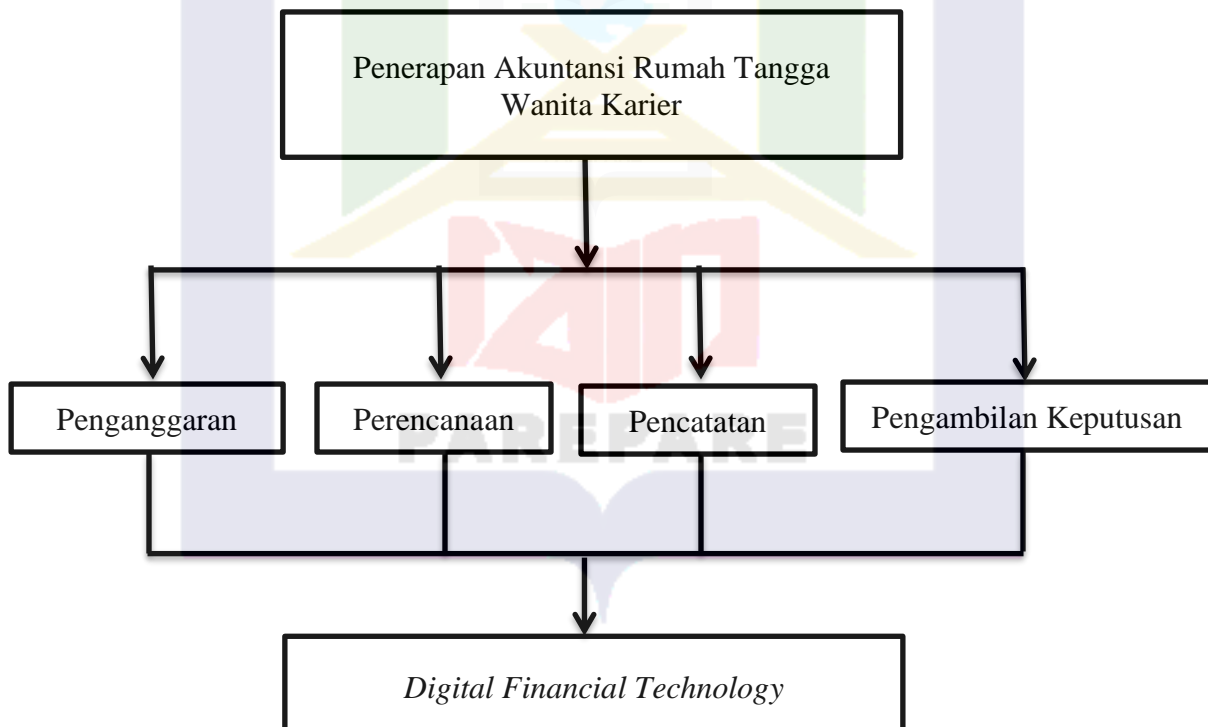 Penerapan Akuntansi Rumah Tangga
Wanita Karier
Penganggaran
Perencanaan
Pencatatan
Pengambilan Keputusan
PAREPARE
Digital Financial Technology